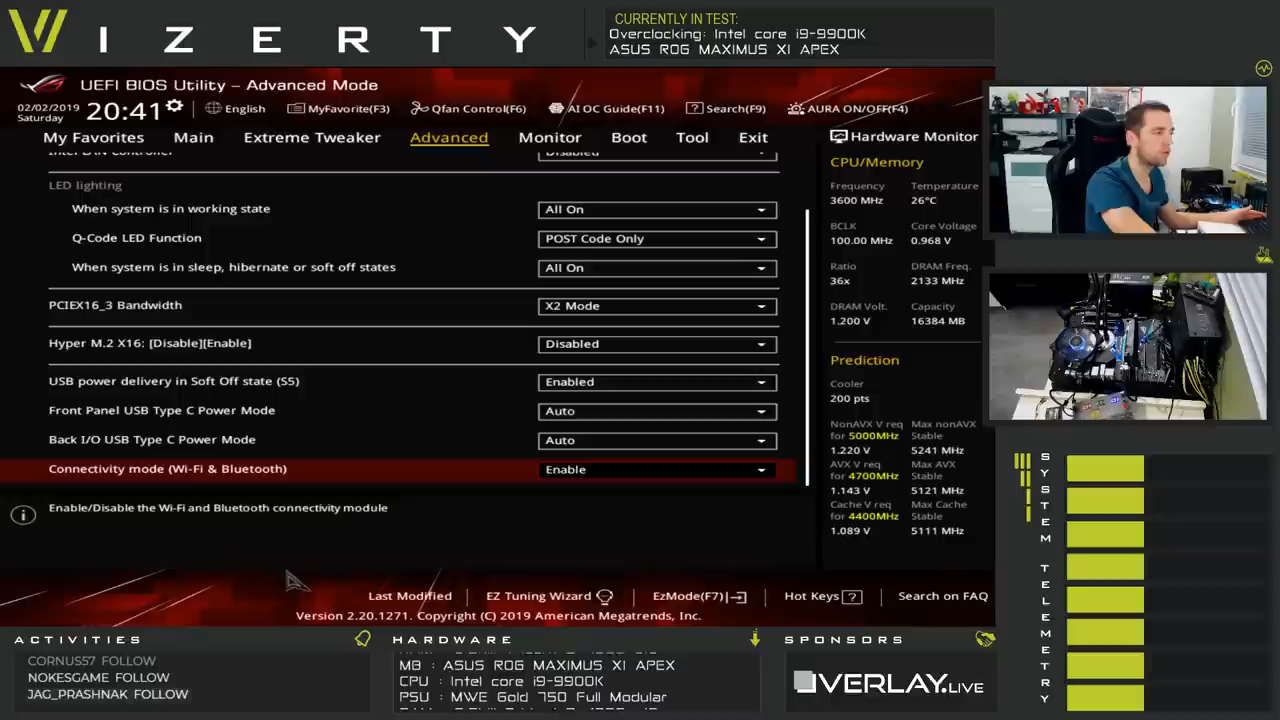 WIZERTY
CURRENTLY IN TEST:
Overclocking: Intel core i9-9900K
ASUS ROG MAXIMUS XI APEX
UEFI BIOS Utility – Advanced Mode
02/02/2019
Saturday
20:41
English
MyFavorite(F3)
Qfan Control(F6)
AI OC Guide(F11)
Search(F9)
AURA ON/OFF(F4)
My Favorites
Main
Extreme Tweaker
Advanced
Monitor
Boot
Tool
Exit
Intel LAN Controller
Disabled
LED lighting
When system is in working state
All On
Q-Code LED Function
POST Code Only
When system is in sleep, hibernate or soft off states
All On
PCIEX16_3 Bandwidth
X2 Mode
Hyper M.2 X16: [Disable][Enable]
Disabled
USB power delivery in Soft Off state (S5)
Enabled
Front Panel USB Type C Power Mode
Auto
Back I/O USB Type C Power Mode
Auto
Connectivity mode (Wi-Fi & Bluetooth)
Enable
Enable/Disable the Wi-Fi and Bluetooth connectivity module
Hardware Monitor
CPU/Memory
Frequency Temperature
3600 MHz 26°C
BCLK Core Voltage
100.00 MHz 0.968 V
Ratio DRAM Freq.
36x 2133 MHz
DRAM Volt. Capacity
1.200 V 16384 MB
Prediction
Cooler
200 pts
NonAVX V req Max nonAVX
for 5000MHz Stable
1.220 V 5241 MHz
AVX V req Max AVX
for 4700MHz Stable
1.143 V 5121 MHz
Cache V req Max Cache
for 4400MHz Stable
1.089 V 5111 MHz
Last Modified
EZ Tuning Wizard
EzMode(F7)
Hot Keys ?
Search on FAQ
Version 2.20.1271. Copyright (C) 2019 American Megatrends, Inc.
SYSTEM TELEMETRY
ACTIVITIES
CORNUS57 FOLLOW
NOKESGAME FOLLOW
JAG_PRASHNAK FOLLOW
HARDWARE
MB : ASUS ROG MAXIMUS XI APEX
CPU : Intel core i9-9900K
PSU : MWE Gold 750 Full Modular
SPONSORS
OVERLAY.LIVE